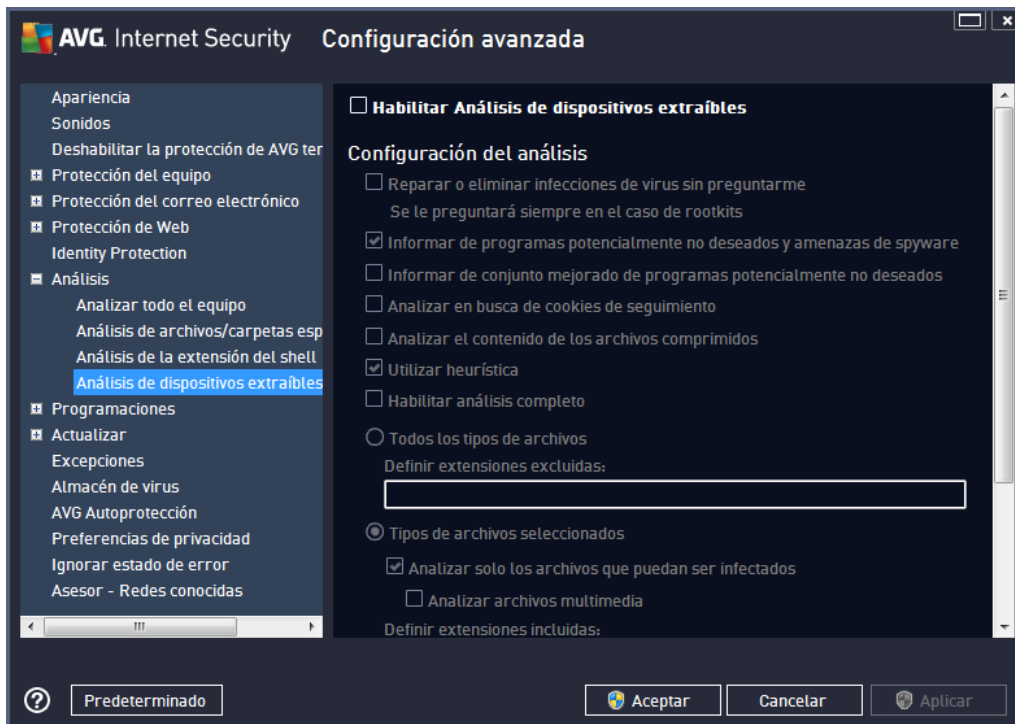 AVG. Internet Security Configuración avanzada
Apariencia
Sonidos
Deshabilitar la protección de AVG ter
Protección del equipo
Protección del correo electrónico
Protección de Web
Identity Protection
Análisis
Analizar todo el equipo
Análisis de archivos/carpetas esp
Análisis de la extensión del shell
Análisis de dispositivos extraíbles
Programaciones
Actualizar
Excepciones
Almacén de virus
AVG Autoprotección
Preferencias de privacidad
Ignorar estado de error
Asesor - Redes conocidas
Habilitar Análisis de dispositivos extraíbles
Configuración del análisis
Reparar o eliminar infecciones de virus sin preguntarme
Se le preguntará siempre en el caso de rootkits
Informar de programas potencialmente no deseados y amenazas de spyware
Informar de conjunto mejorado de programas potencialmente no deseados
Analizar en busca de cookies de seguimiento
Analizar el contenido de los archivos comprimidos
Utilizar heurística
Habilitar análisis completo
Todos los tipos de archivos
Definir extensiones excluidas:
Tipos de archivos seleccionados
Analizar solo los archivos que puedan ser infectados
Analizar archivos multimedia
Definir extensiones incluidas:
Predeterminado
Aceptar
Cancelar
Aplicar